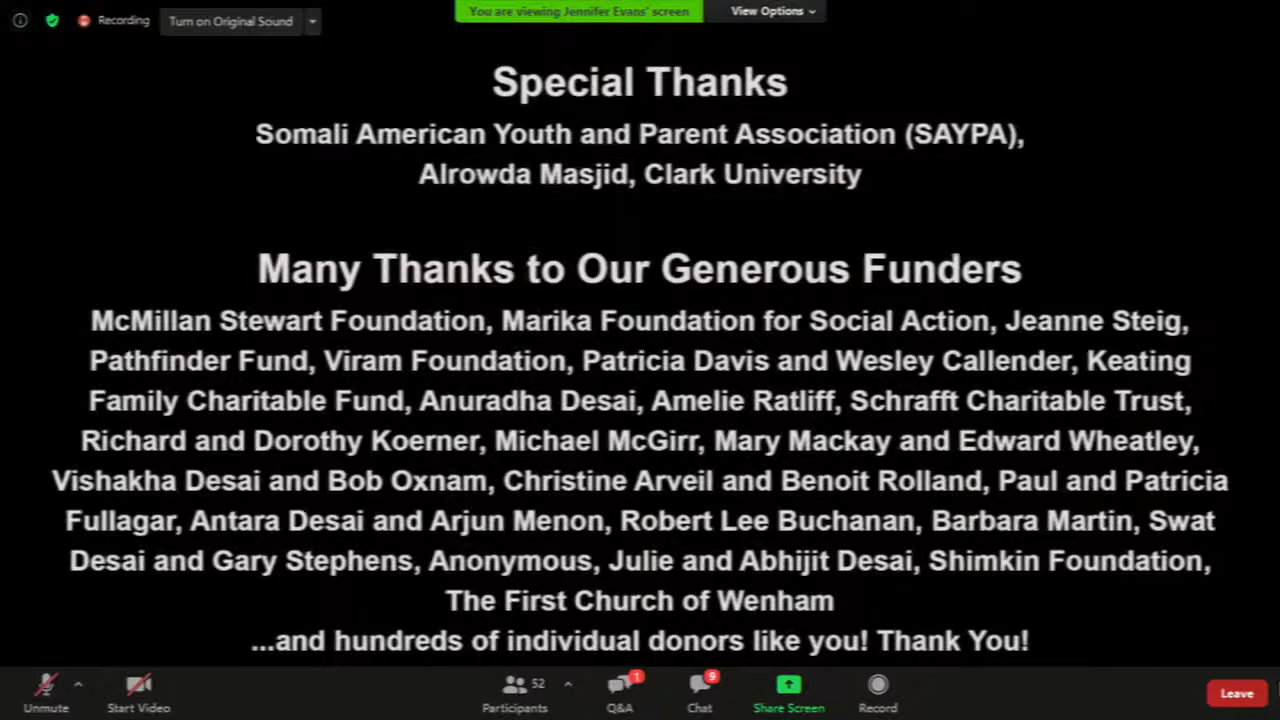 Recording
Turn on Original Sound
You are viewing Jennifer Evans' screen
View Options
Special Thanks
Somali American Youth and Parent Association (SAYPA),
Alrowda Masjid, Clark University
Many Thanks to Our Generous Funders
McMillan Stewart Foundation, Marika Foundation for Social Action, Jeanne Steig,
Pathfinder Fund, Viram Foundation, Patricia Davis and Wesley Callender, Keating
Family Charitable Fund, Anuradha Desai, Amelie Ratliff, Schrafft Charitable Trust,
Richard and Dorothy Koerner, Michael McGirr, Mary Mackay and Edward Wheatley,
Vishakha Desai and Bob Oxnam, Christine Arveil and Benoit Rolland, Paul and Patricia
Fullagar, Antara Desai and Arjun Menon, Robert Lee Buchanan, Barbara Martin, Swat
Desai and Gary Stephens, Anonymous, Julie and Abhijit Desai, Shimkin Foundation,
The First Church of Wenham
...and hundreds of individual donors like you! Thank You!
Unmute
Start Video
52
Participants
1
Q&A
9
Chat
Share Screen
Record
Leave